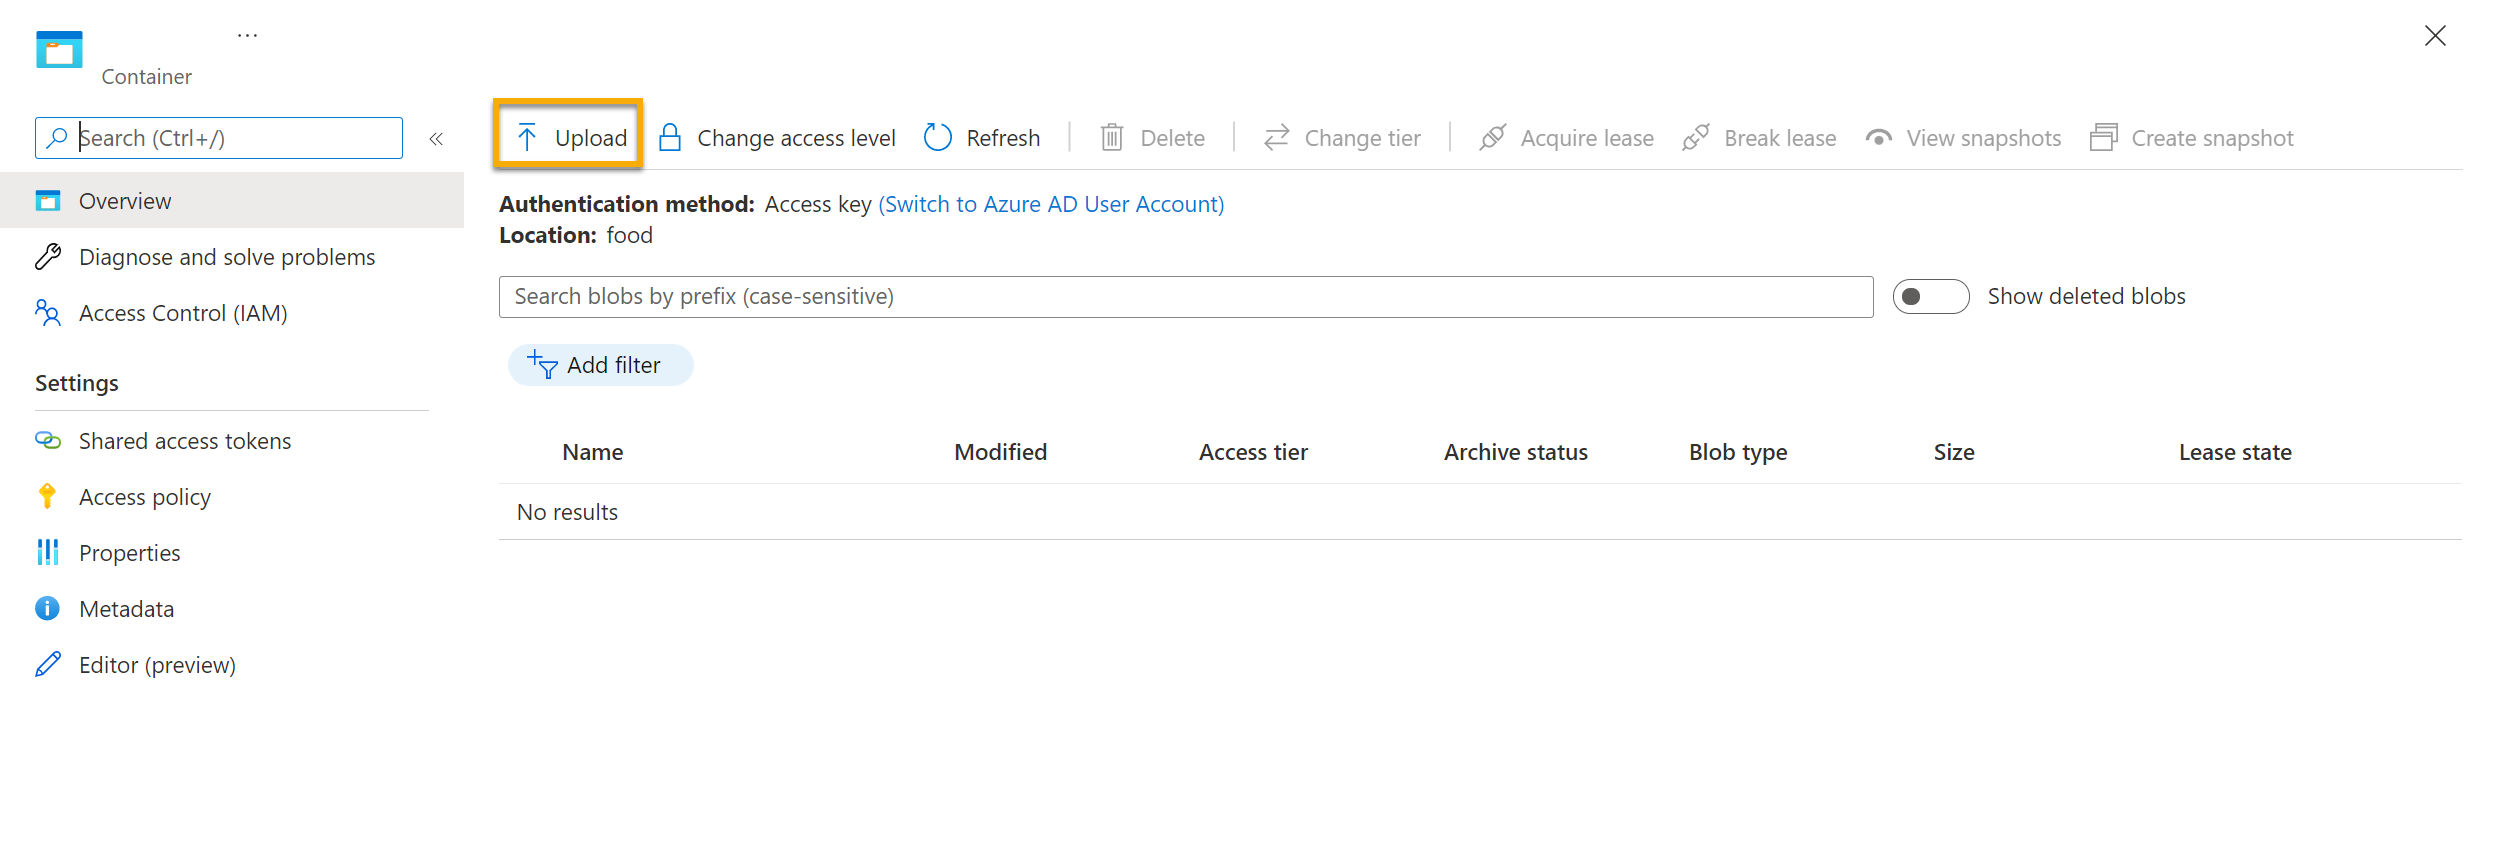 ...
Container
Search (Ctrl+/)
«
Overview
Diagnose and solve problems
Access Control (IAM)
Settings
Shared access tokens
Access policy
Properties
Metadata
Editor (preview)
Upload Change access level Refresh Delete Change tier Acquire lease Break lease View snapshots Create snapshot
Authentication method: Access key (Switch to Azure AD User Account)
Location: food
Search blobs by prefix (case-sensitive) Show deleted blobs
Add filter
Name Modified Access tier Archive status Blob type Size Lease state
No results